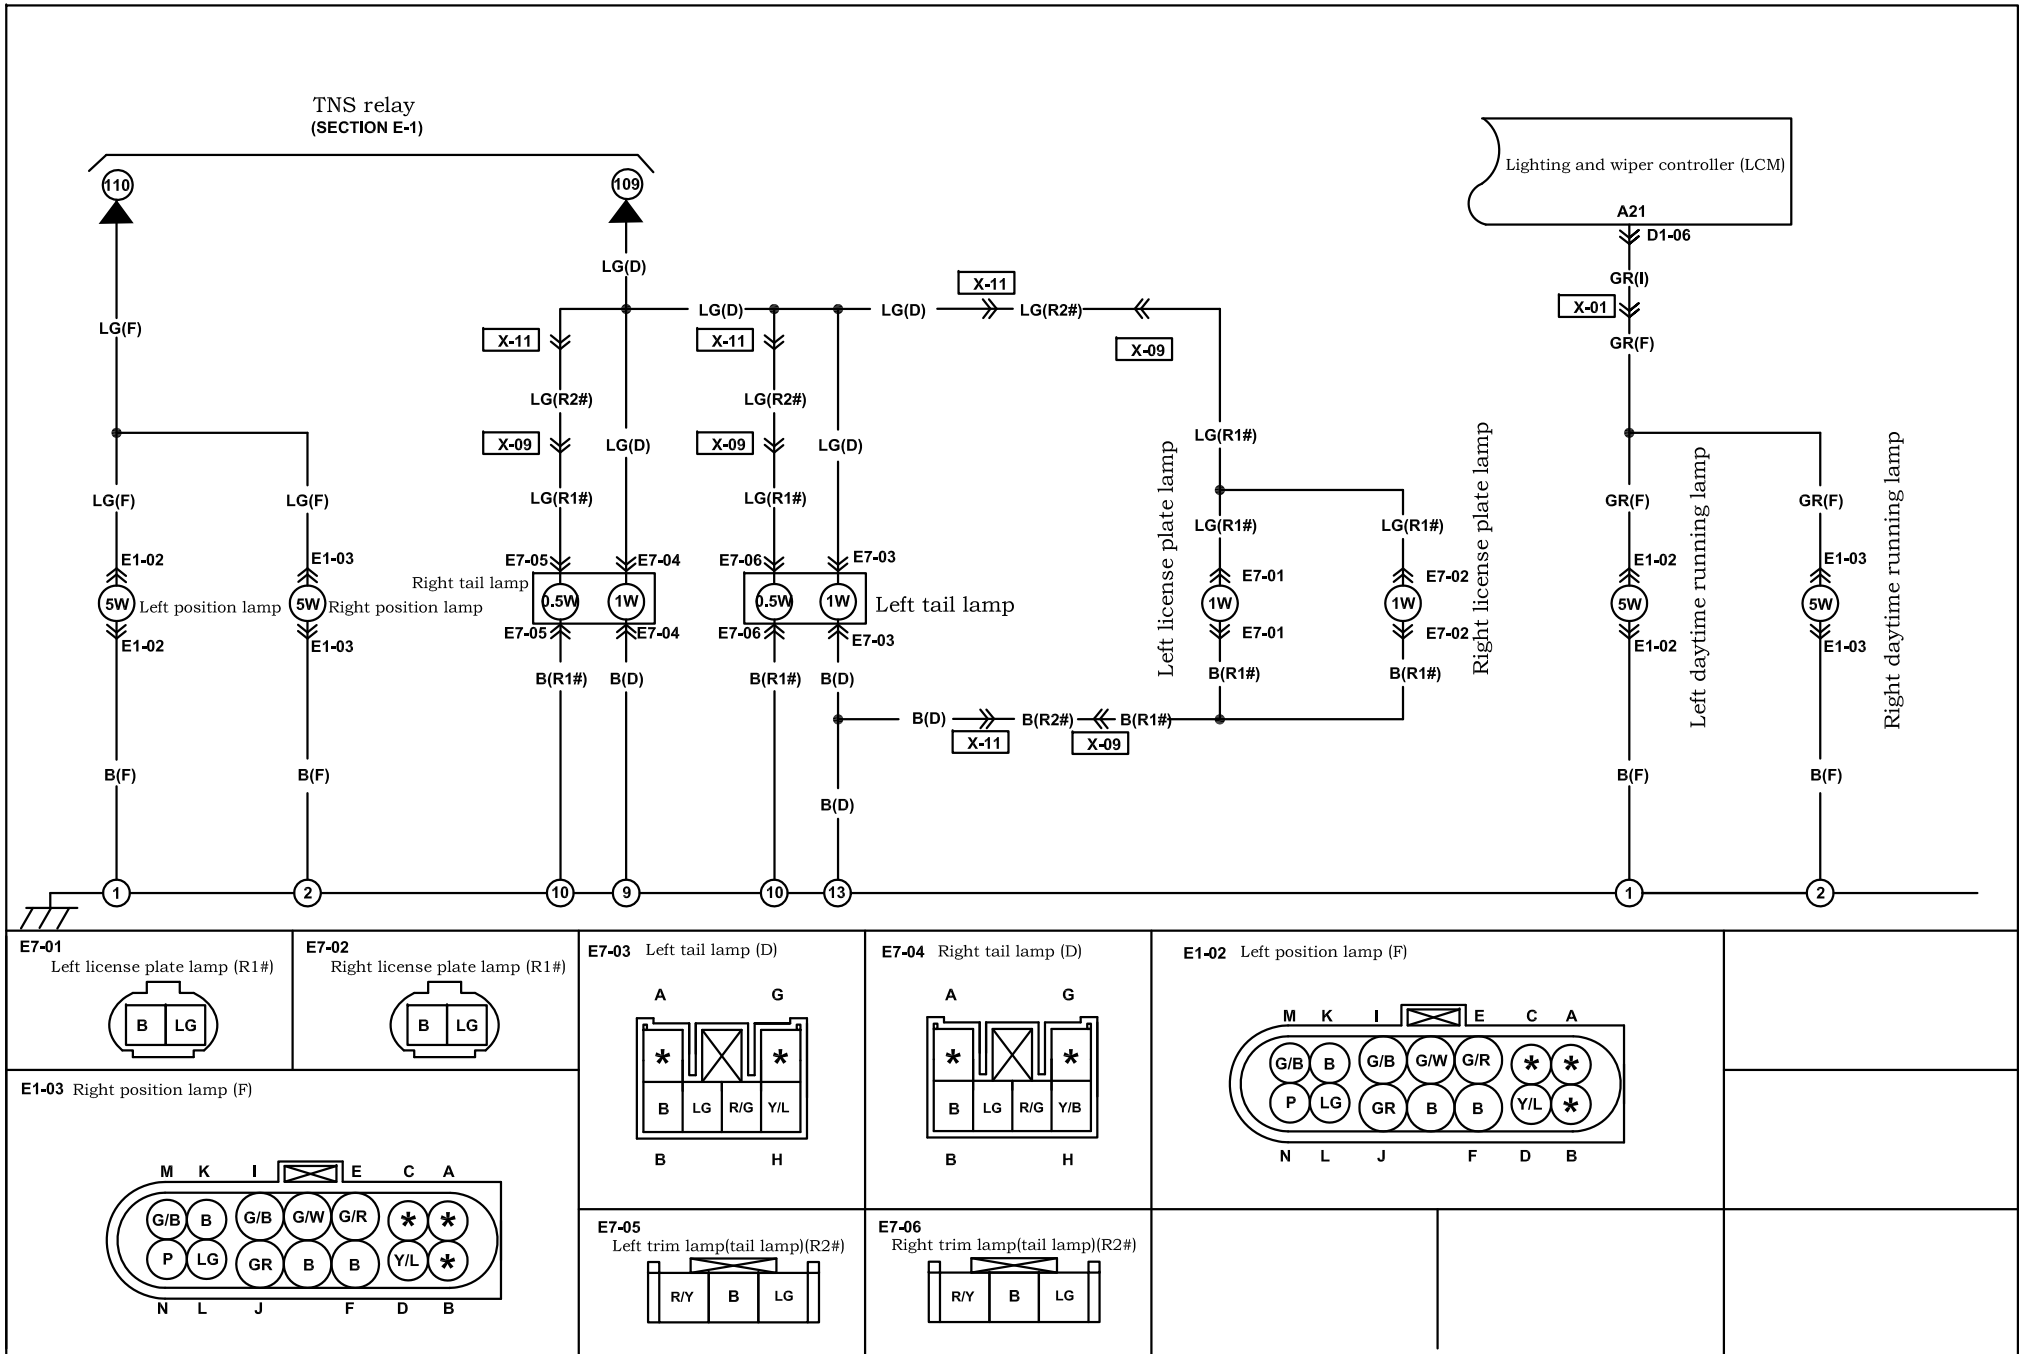 TNS relay
(SECTION E-1)
110
109
Lighting and wiper controller (LCM)
A21
D1-06
LG(D)
GR(I)
X-11
LG(F)
LG(D)
LG(D)
LG(R2#)
X-01
X-11
X-11
X-09
GR(F)
LG(R2#)
LG(R2#)
X-09
LG(D)
X-09
LG(D)
LG(R1#)
LG(F)
LG(F)
LG(R1#)
LG(R1#)
LG(R1#)
LG(R1#)
GR(F)
GR(F)
Left license plate lamp
Right license plate lamp
Left daytime running lamp
Right daytime running lamp
E1-02
E1-03
E7-05
E7-04
E7-06
E7-03
E7-01
E7-02
E1-02
E1-03
Right tail lamp
5W
Left position lamp
5W
Right position lamp
0.5W
1W
0.5W
1W
Left tail lamp
1W
1W
5W
5W
E1-02
E1-03
E7-05
E7-04
E7-06
E7-03
E7-01
E7-02
E1-02
E1-03
B(R1#)
B(D)
B(R1#)
B(D)
B(R1#)
B(R1#)
B(D)
B(R2#)
B(R1#)
X-11
X-09
B(F)
B(F)
B(D)
B(F)
B(F)
1
2
10
9
10
13
1
2
E7-01
Left license plate lamp (R1#)
B LG
E7-02
Right license plate lamp (R1#)
B LG
E7-03 Left tail lamp (D)
A G
* *
B LG R/G Y/L
B H
E7-04 Right tail lamp (D)
A G
* *
B LG R/G Y/B
B H
E1-02 Left position lamp (F)
M K I E C A
G/B B G/B G/W G/R * *
P LG GR B B Y/L *
N L J F D B
E1-03 Right position lamp (F)
M K I E C A
G/B B G/B G/W G/R * *
P LG GR B B Y/L *
N L J F D B
E7-05
Left trim lamp(tail lamp)(R2#)
R/Y B LG
E7-06
Right trim lamp(tail lamp)(R2#)
R/Y B LG